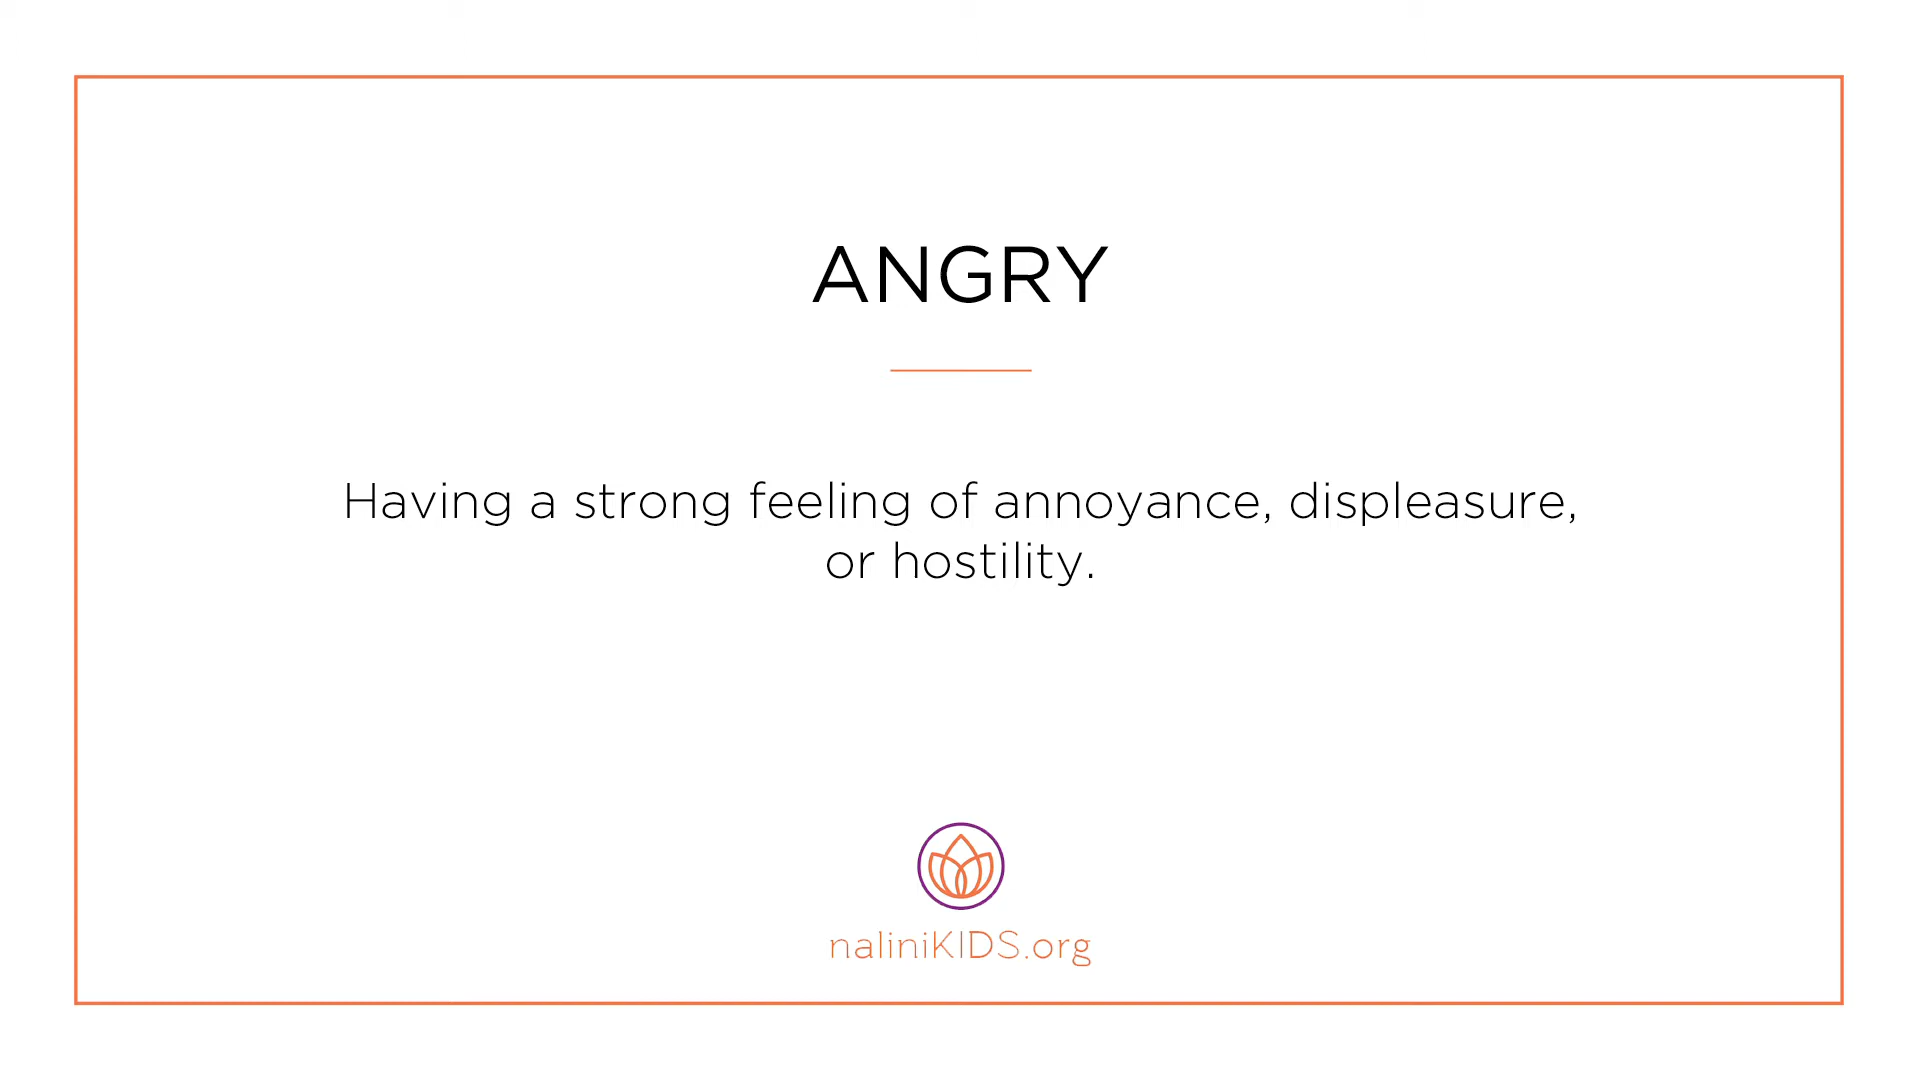 ANGRY
Having a strong feeling of annoyance, displeasure,
or hostility.
naliniKIDS.org